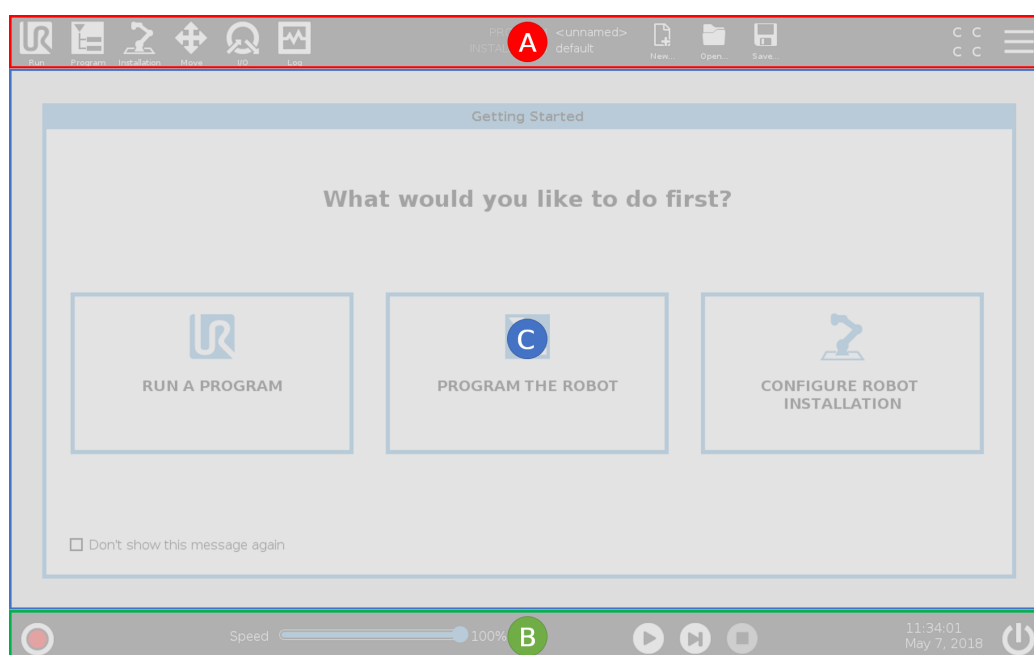 <unnamed>
default
Run Program Installation Move I/O Log New... Open... Save...
C C
C C
A
Getting Started
What would you like to do first?
C
RUN A PROGRAM
PROGRAM THE ROBOT
CONFIGURE ROBOT
INSTALLATION
Don't show this message again
Speed 100% B
11:34:01
May 7, 2018